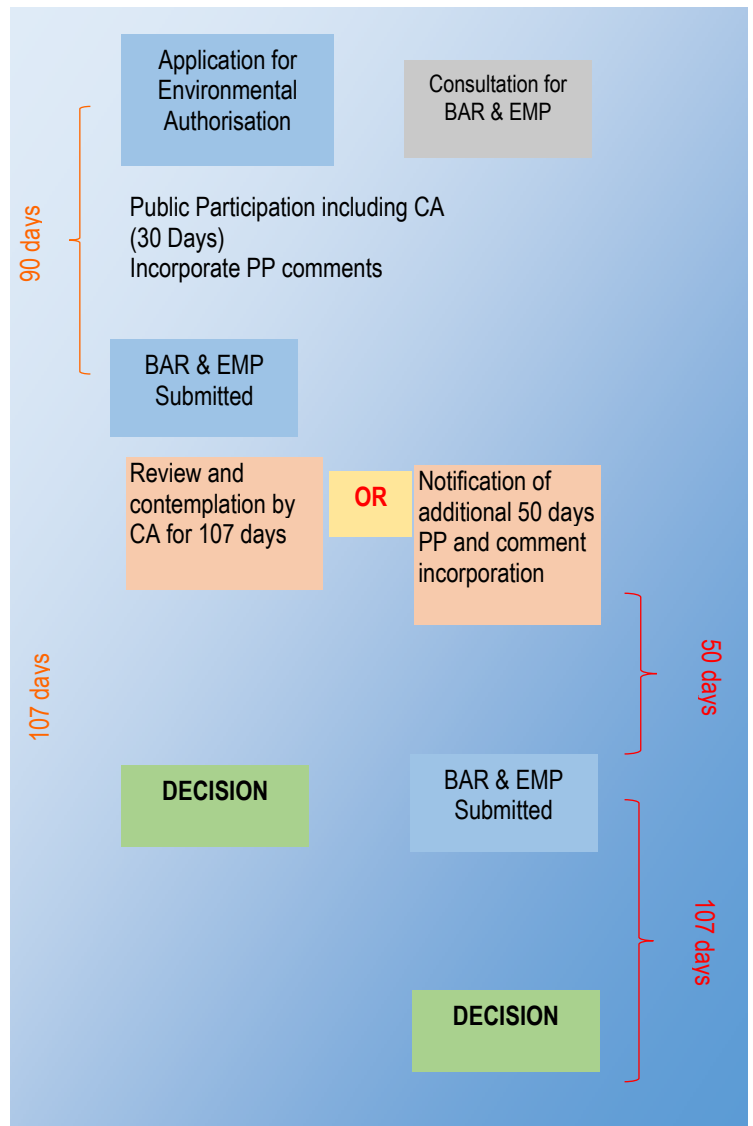 Application for
Environmental
Authorisation
Consultation for
BAR & EMP
90 days
Public Participation including CA
(30 Days)
Incorporate PP comments
BAR & EMP
Submitted
Review and
contemplation by
CA for 107 days
OR
Notification of
additional 50 days
PP and comment
incorporation
107 days
50 days
DECISION
BAR & EMP
Submitted
107 days
DECISION